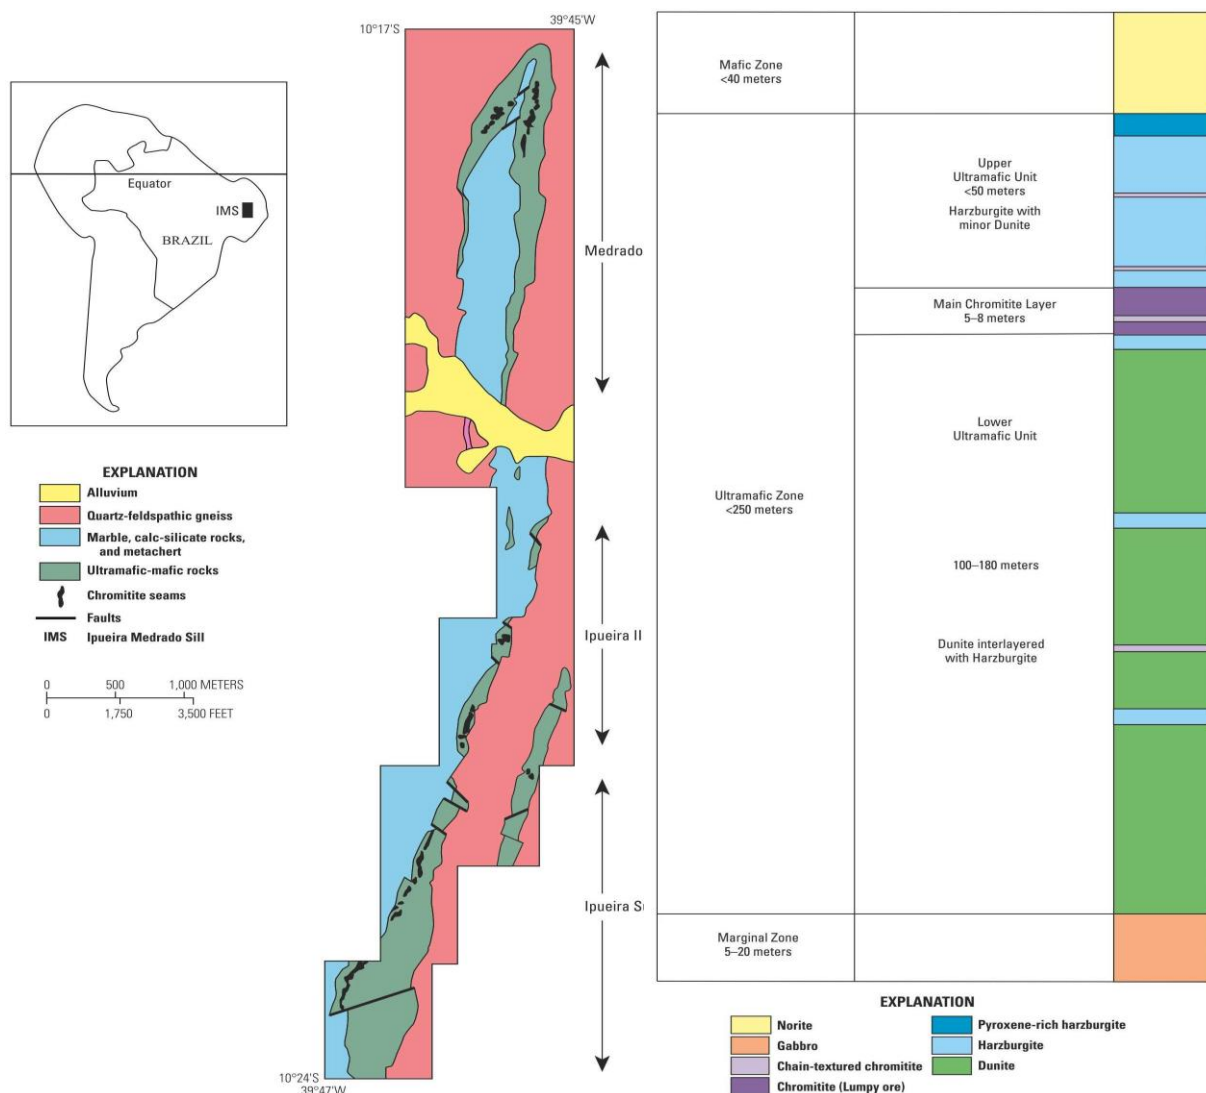 Equator
IMS
BRAZIL
EXPLANATION
Alluvium
Quartz-feldspathic gneiss
Marble, calc-silicate rocks,
and metachert
Ultramafic-mafic rocks
Chromitite seams
Faults
IMS Ipueira Medrado Sill
0 500 1,000 METERS
0 1,750 3,500 FEET
39°45'W
10°17'S
Medrado
Ipueira II
Ipueira S
10°24'S
39°47'W
Mafic Zone
<40 meters
Upper
Ultramafic Unit
<50 meters
Harzburgite with
minor Dunite
Main Chromitite Layer
5–8 meters
Lower
Ultramafic Unit
Ultramafic Zone
<250 meters
100–180 meters
Dunite interlayered
with Harzburgite
Marginal Zone
5–20 meters
EXPLANATION
Norite
Gabbro
Chain-textured chromitite
Chromitite (Lumpy ore)
Pyroxene-rich harzburgite
Harzburgite
Dunite